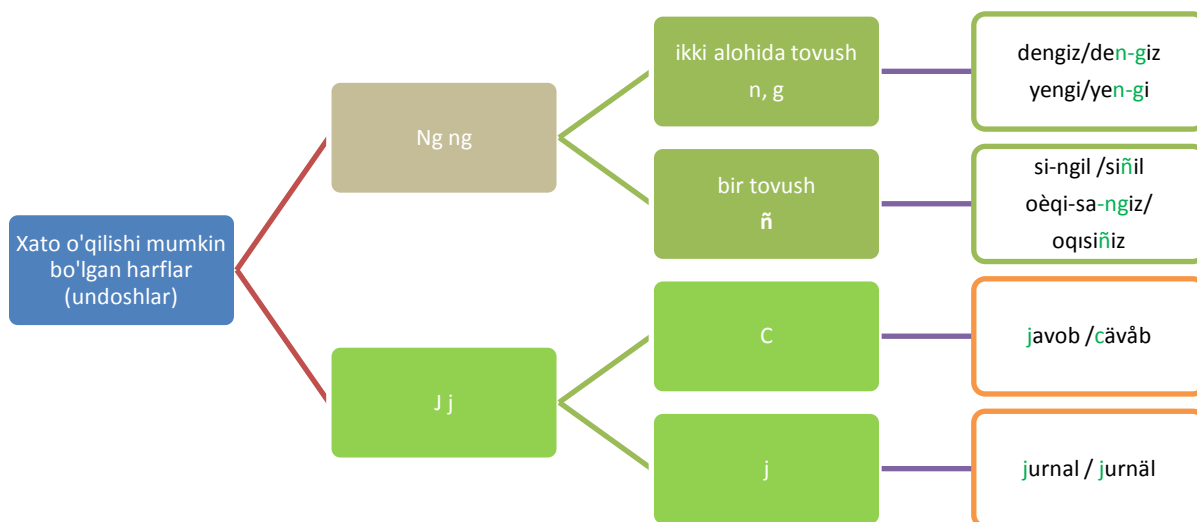 Xato o'qilishi mumkin
bo'lgan harflar
(undoshlar)
Ng ng
ikki alohida tovush
n, g
dengiz/den-giz
yengi/yen-gi
bir tovush
ñ
si-ngil /siñil
oèqi-sa-ngiz/
oqısiñiz
J j
C
javob /cävåb
j
jurnal / jurnäl